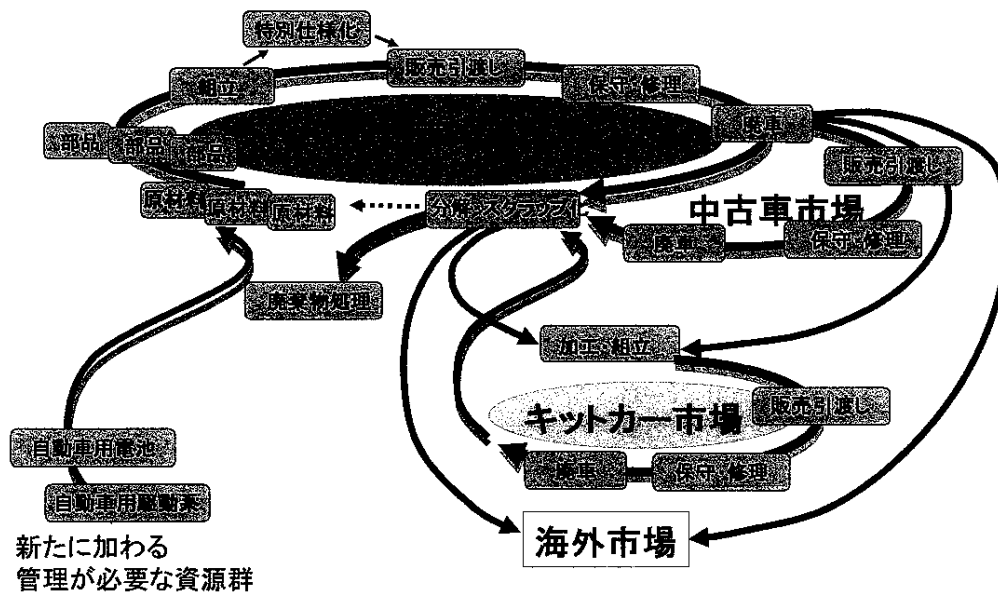 特別仕様化
組立
販売引渡し
保守・修理
部品
部品
部品
廃車
販売引渡し
原材料
原材料
原材料
分解・スクラップ化
中古車市場
廃車
保守・修理
廃棄物処理
加工・組立
キットカー市場
販売引渡し
自動車用電池
廃車
保守・修理
自動車用駆動系
海外市場
新たに加わる
管理が必要な資源群